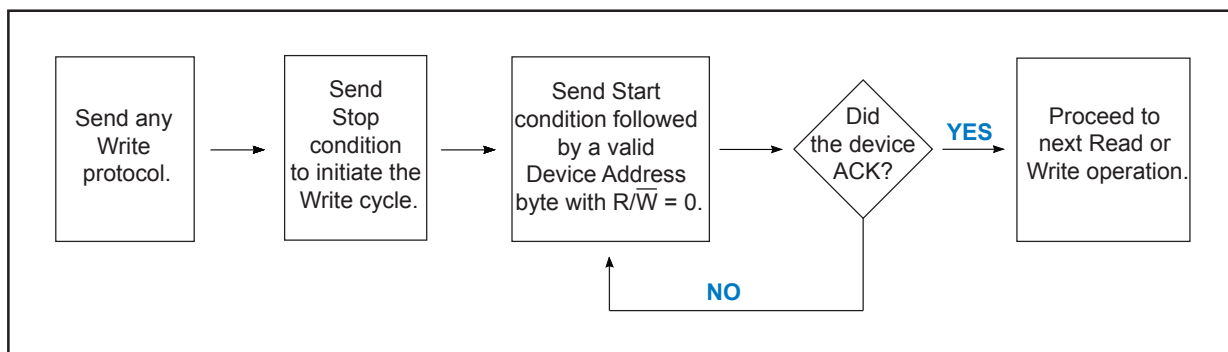 Send any
Write
protocol.
Send
Stop
condition
to initiate the
Write cycle.
Send Start
condition followed
by a valid
Device Address
byte with R/W̅ = 0.
Did
the device
ACK?
YES
NO
Proceed to
next Read or
Write operation.